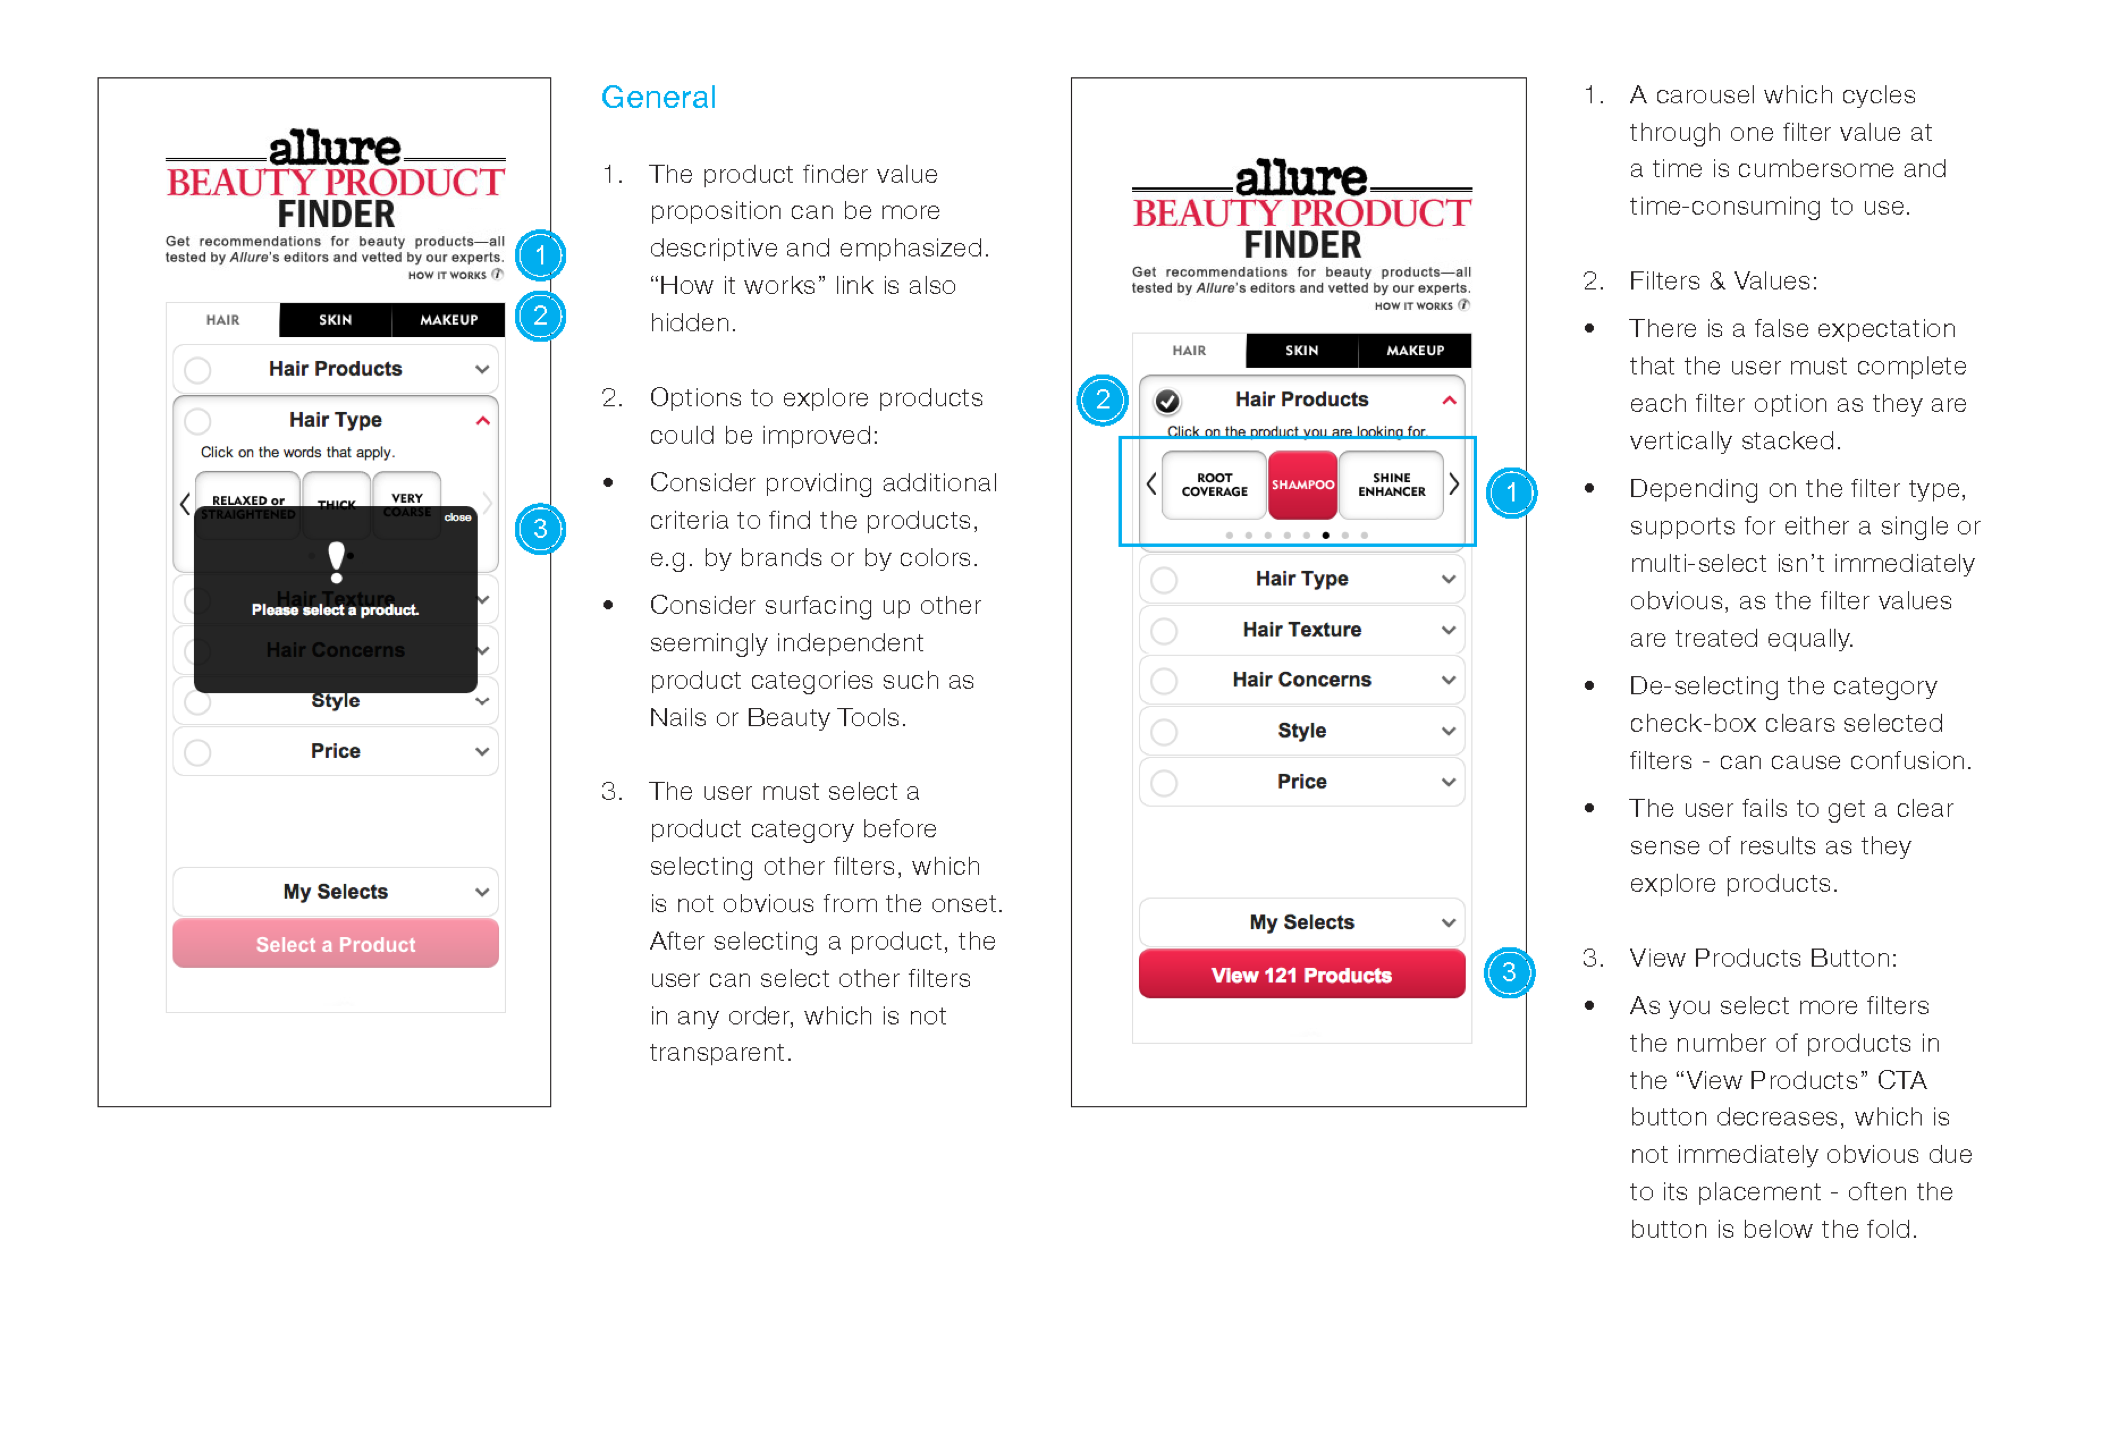 allure
BEAUTY PRODUCT
FINDER
Get recommendations for beauty products—all
tested by Allure's editors and vetted by our experts.
HOW IT WORKS i
1
HAIR SKIN MAKEUP
2
Hair Products
Hair Type
Click on the words that apply.
RELAXED or
STRAIGHTENED
THICK
VERY
COARSE
close
3
!
Hair Texture
Please select a product.
Hair Concerns
Style
Price
My Selects
Select a Product
General
1. The product finder value
proposition can be more
descriptive and emphasized.
“How it works” link is also
hidden.
2. Options to explore products
could be improved:
• Consider providing additional
criteria to find the products,
e.g. by brands or by colors.
• Consider surfacing up other
seemingly independent
product categories such as
Nails or Beauty Tools.
3. The user must select a
product category before
selecting other filters, which
is not obvious from the onset.
After selecting a product, the
user can select other filters
in any order, which is not
transparent.
allure
BEAUTY PRODUCT
FINDER
Get recommendations for beauty products—all
tested by Allure's editors and vetted by our experts.
HOW IT WORKS i
HAIR SKIN MAKEUP
2
Hair Products
Click on the product you are looking for.
ROOT
COVERAGE
SHAMPOO
SHINE
ENHANCER
1
Hair Type
Hair Texture
Hair Concerns
Style
Price
My Selects
View 121 Products
3
1. A carousel which cycles
through one filter value at
a time is cumbersome and
time-consuming to use.
2. Filters & Values:
• There is a false expectation
that the user must complete
each filter option as they are
vertically stacked.
• Depending on the filter type,
supports for either a single or
multi-select isn’t immediately
obvious, as the filter values
are treated equally.
• De-selecting the category
check-box clears selected
filters - can cause confusion.
• The user fails to get a clear
sense of results as they
explore products.
3. View Products Button:
• As you select more filters
the number of products in
the “View Products” CTA
button decreases, which is
not immediately obvious due
to its placement - often the
button is below the fold.